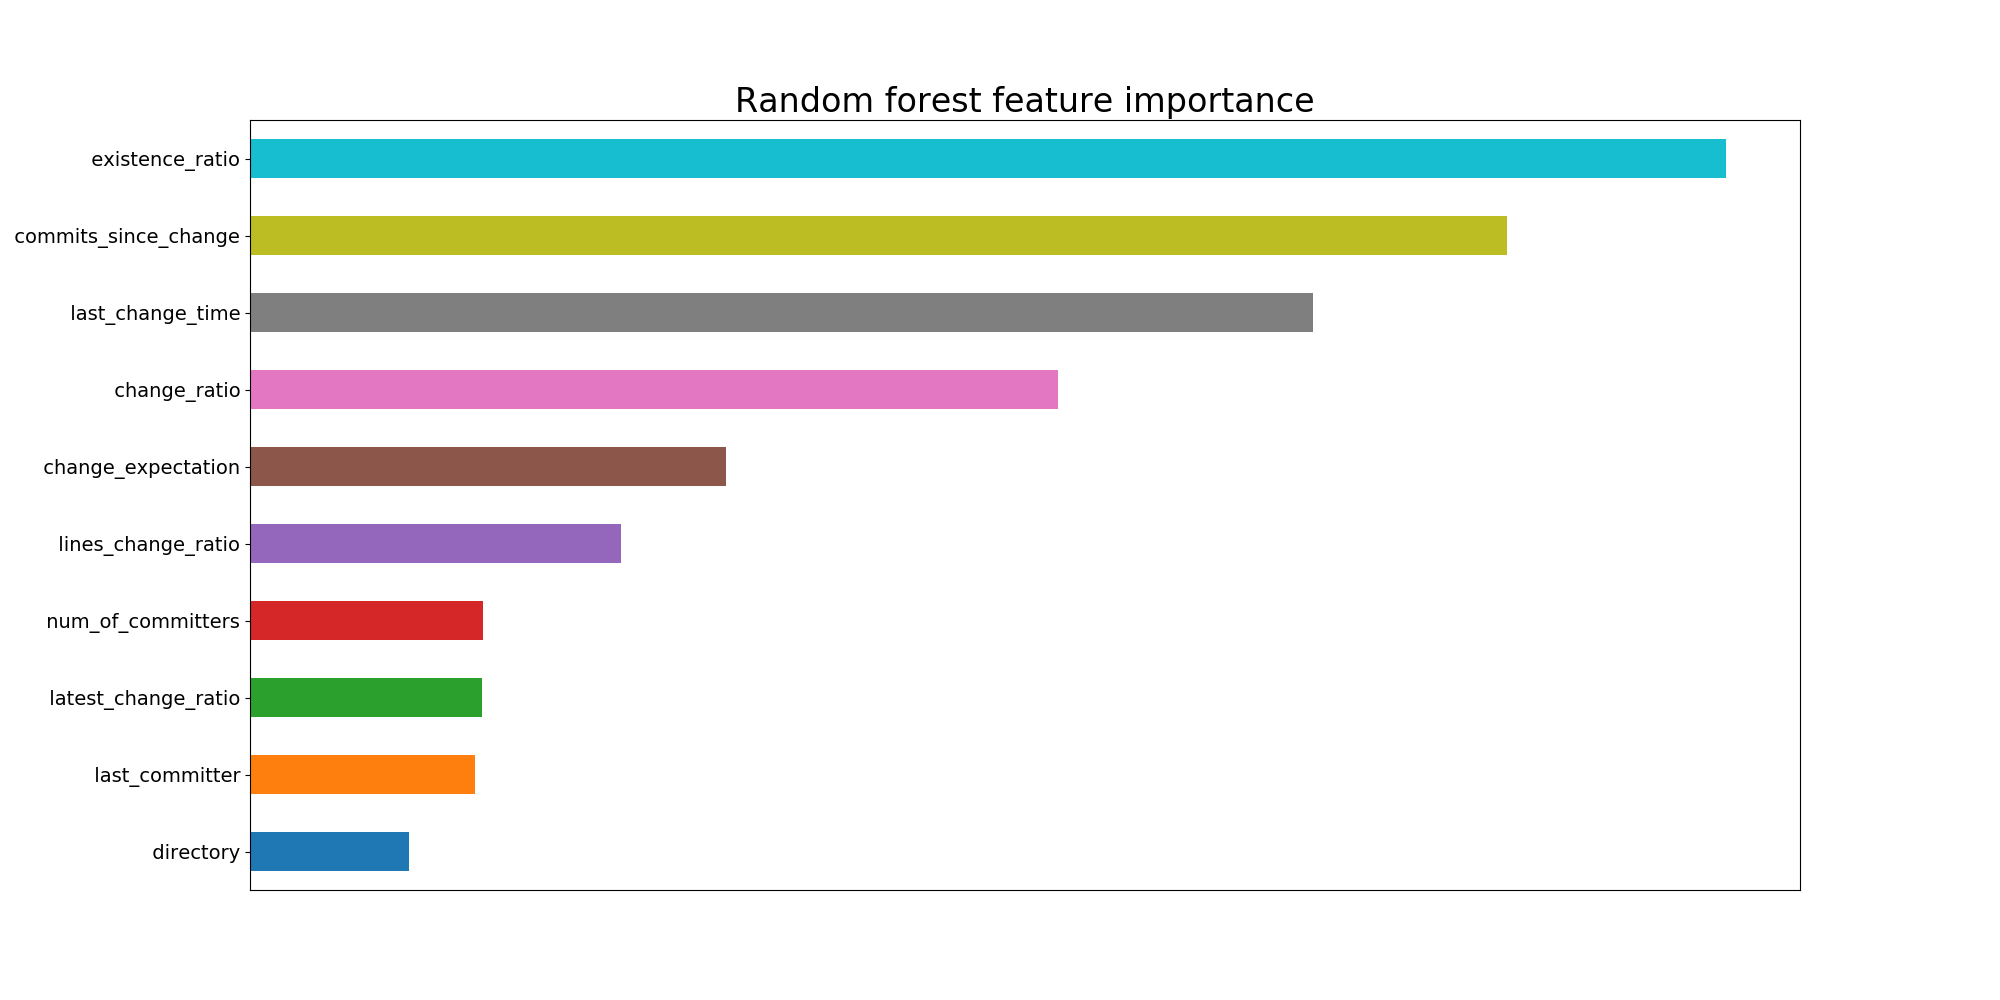 Random forest feature importance
existence_ratio
commits_since_change
last_change_time
change_ratio
change_expectation
lines_change_ratio
num_of_committers
latest_change_ratio
last_committer
directory